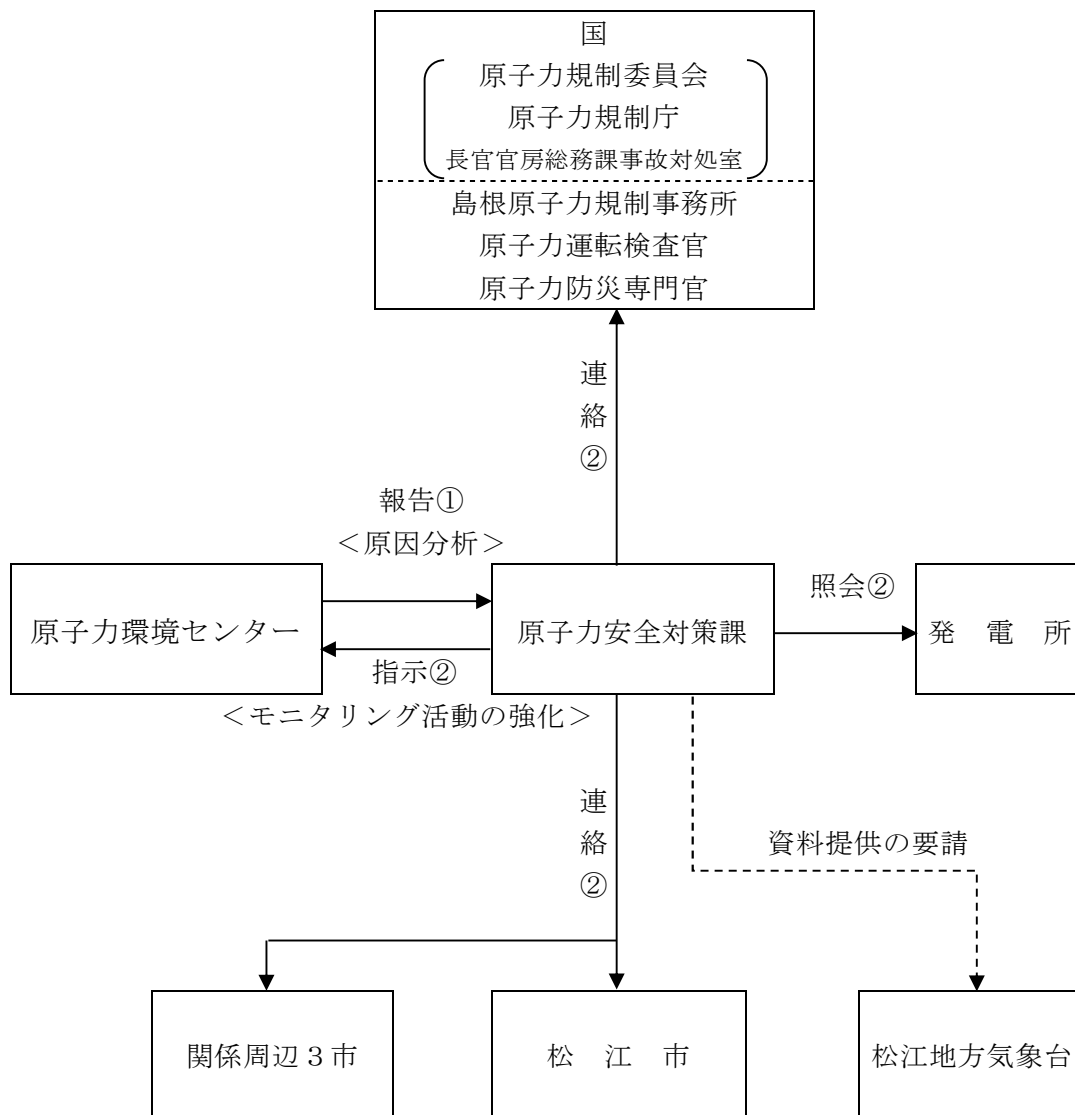 国
原子力規制委員会
原子力規制庁
長官官房総務課事故対処室
島根原子力規制事務所
原子力運転検査官
原子力防災専門官
連絡②
報告①
＜原因分析＞
照会②
原子力環境センター
原子力安全対策課
発　電　所
指示②
＜モニタリング活動の強化＞
連絡②
資料提供の要請
関係周辺３市
松　江　市
松江地方気象台